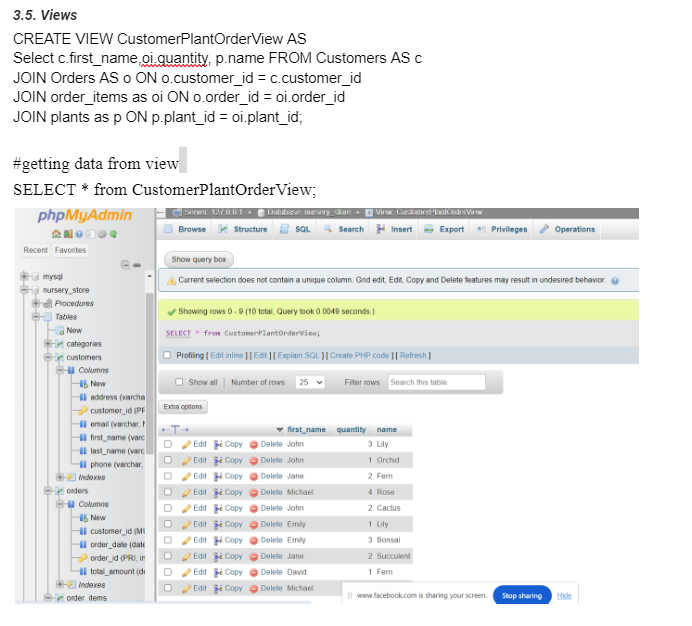 3.5. Views
CREATE VIEW CustomerPlantOrderView AS
Select c.first_name,oi.quantity, p.name FROM Customers AS c
JOIN Orders AS o ON o.customer_id = c.customer_id
JOIN order_items as oi ON o.order_id = oi.order_id
JOIN plants as p ON p.plant_id = oi.plant_id;
#getting data from view
SELECT * from CustomerPlantOrderView;
phpMyAdmin
Recent Favorites
mysql
nursery_store
Procedures
Tables
New
categories
customers
Columns
New
address (varcha
customer_id (PR
email (varchar,
first_name (varc
last_name (varc
phone (varchar,
Indexes
orders
Columns
New
customer_id (MU
order_date (date
order_id (PRI, in
total_amount (de
Indexes
order items
Server: 127.0.0.1 » Database: nursery_store » View: CustomerPlantOrderView
Browse Structure SQL Search Insert Export Privileges Operations
Show query box
Current selection does not contain a unique column. Grid edit, Edit, Copy and Delete features may result in undesired behavior.
Showing rows 0 - 9 (10 total, Query took 0.0049 seconds.)
SELECT * from CustomerPlantOrderView;
Profiling [ Edit inline ] [ Edit ] [ Explain SQL ] [ Create PHP code ] [ Refresh ]
Show all Number of rows: 25 Filter rows: Search this table
Extra options
←T→ first_name quantity name
Edit Copy Delete John 3 Lily
Edit Copy Delete John 1 Orchid
Edit Copy Delete Jane 2 Fern
Edit Copy Delete Michael 4 Rose
Edit Copy Delete John 2 Cactus
Edit Copy Delete Emily 1 Lily
Edit Copy Delete Emily 3 Bonsai
Edit Copy Delete Jane 2 Succulent
Edit Copy Delete David 1 Fern
Edit Copy Delete Michael
www.facebook.com is sharing your screen. Stop sharing Hide